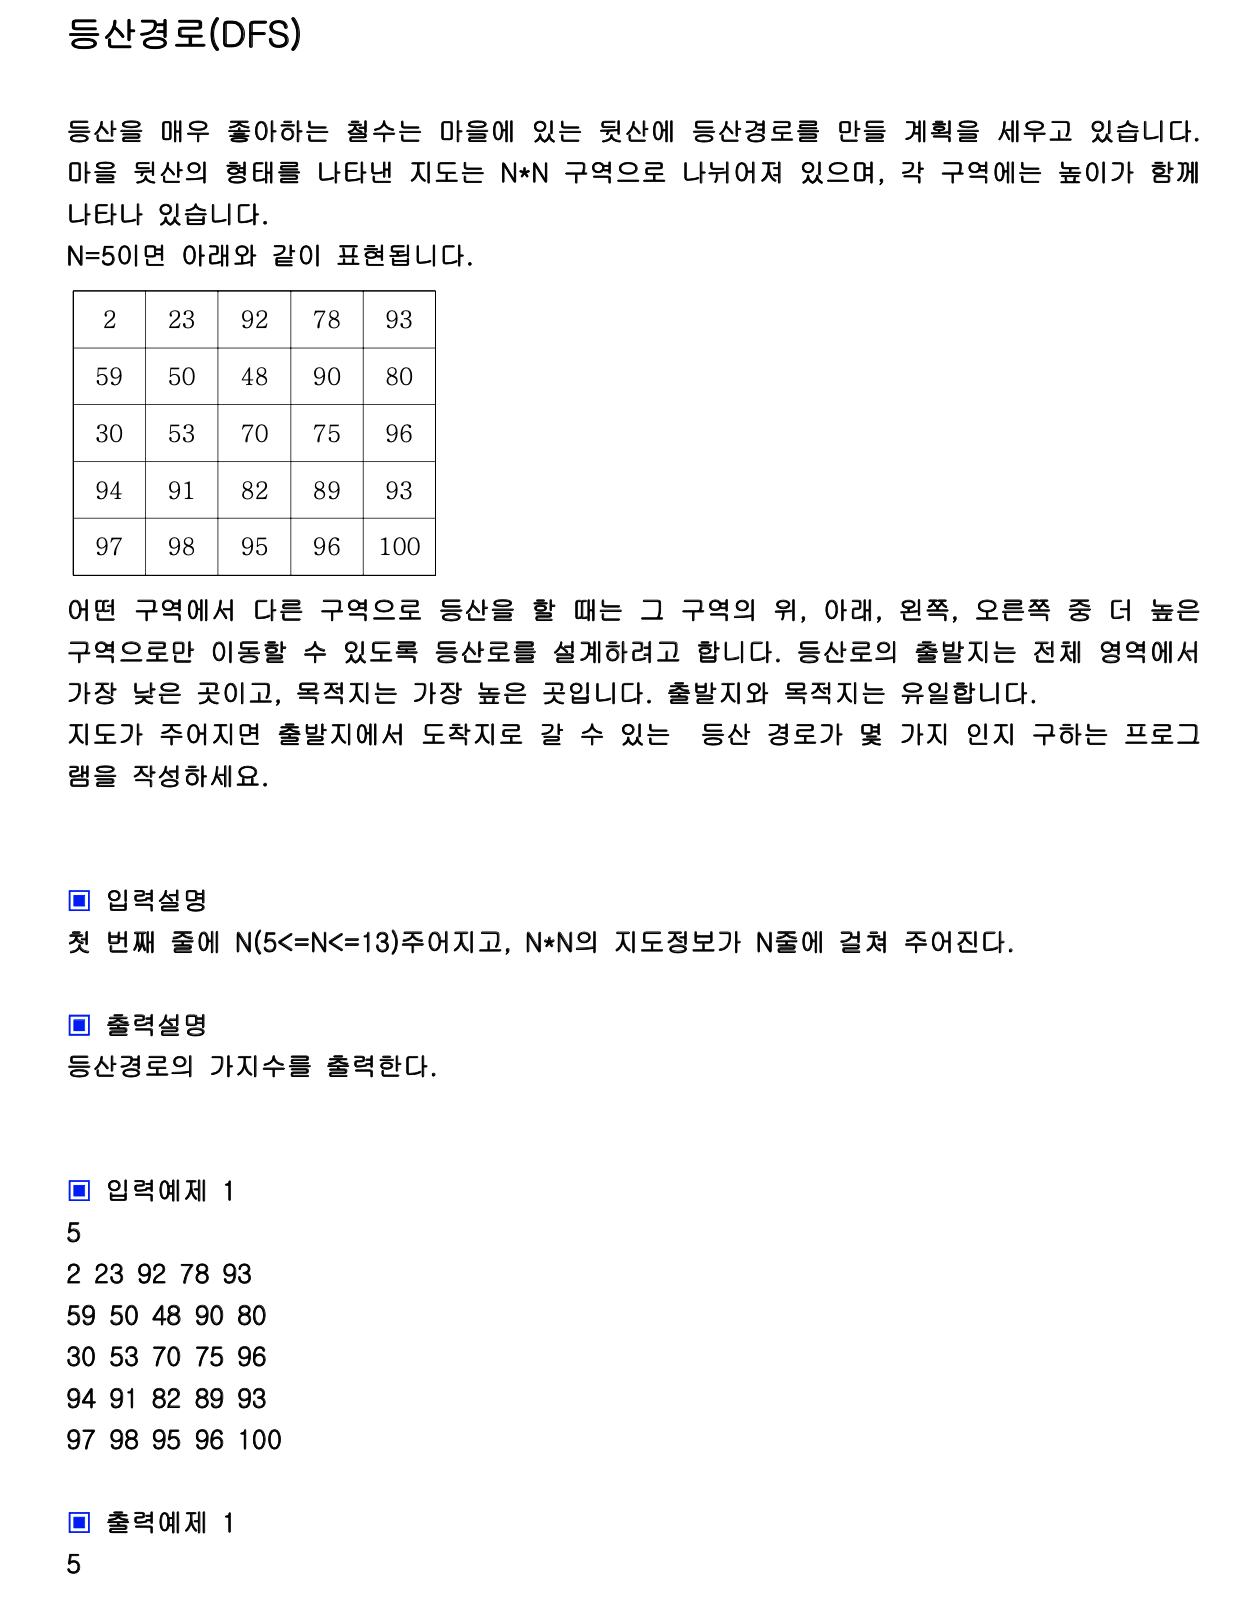 등산경로(DFS)
등산을 매우 좋아하는 철수는 마을에 있는 뒷산에 등산경로를 만들 계획을 세우고 있습니다.
마을 뒷산의 형태를 나타낸 지도는 N*N 구역으로 나뉘어져 있으며, 각 구역에는 높이가 함께
나타나 있습니다.
N=5이면 아래와 같이 표현됩니다.
2 23 92 78 93
59 50 48 90 80
30 53 70 75 96
94 91 82 89 93
97 98 95 96 100
어떤 구역에서 다른 구역으로 등산을 할 때는 그 구역의 위, 아래, 왼쪽, 오른쪽 중 더 높은
구역으로만 이동할 수 있도록 등산로를 설계하려고 합니다. 등산로의 출발지는 전체 영역에서
가장 낮은 곳이고, 목적지는 가장 높은 곳입니다. 출발지와 목적지는 유일합니다.
지도가 주어지면 출발지에서 도착지로 갈 수 있는 등산 경로가 몇 가지 인지 구하는 프로그
램을 작성하세요.
▣ 입력설명
첫 번째 줄에 N(5<=N<=13)주어지고, N*N의 지도정보가 N줄에 걸쳐 주어진다.
▣ 출력설명
등산경로의 가지수를 출력한다.
▣ 입력예제 1
5
2 23 92 78 93
59 50 48 90 80
30 53 70 75 96
94 91 82 89 93
97 98 95 96 100
▣ 출력예제 1
5